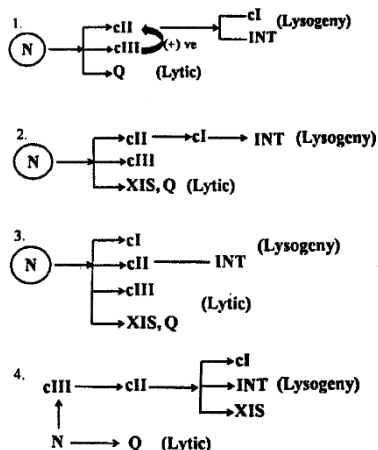 1.
cII cI (Lysogeny)
N cIII (+) ve INT
Q (Lytic)
2.
cII cI INT (Lysogeny)
N cIII
XIS, Q (Lytic)
3.
cI (Lysogeny)
N cII INT
cIII (Lytic)
XIS, Q
4.
cI
cIII cII INT (Lysogeny)
XIS
N Q (Lytic)